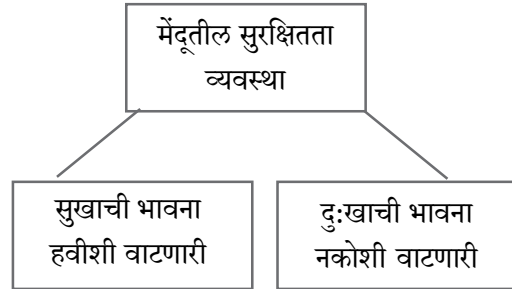 मेंदूतील सुरक्षितता
व्यवस्था
सुखाची भावना
हवीशी वाटणारी
दु:खाची भावना
नकोशी वाटणारी